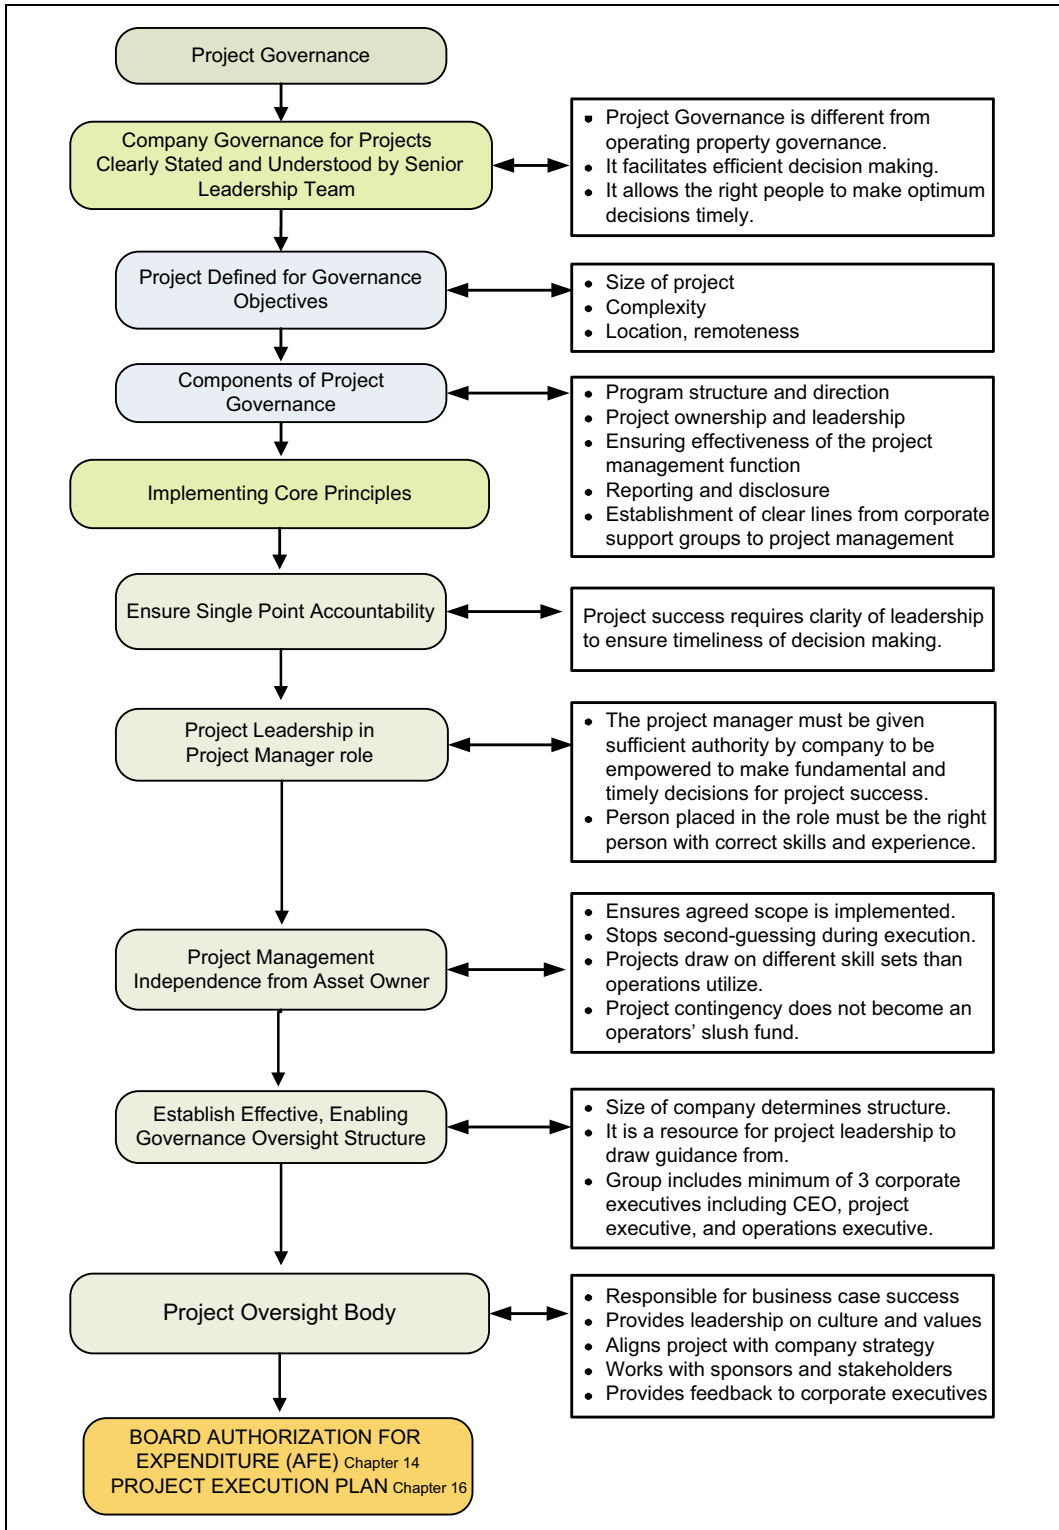 Project Governance
Company Governance for Projects
Clearly Stated and Understood by Senior
Leadership Team
• Project Governance is different from
operating property governance.
• It facilitates efficient decision making.
• It allows the right people to make optimum
decisions timely.
Project Defined for Governance
Objectives
• Size of project
• Complexity
• Location, remoteness
Components of Project
Governance
• Program structure and direction
• Project ownership and leadership
• Ensuring effectiveness of the project
management function
• Reporting and disclosure
• Establishment of clear lines from corporate
support groups to project management
Implementing Core Principles
Ensure Single Point Accountability
Project success requires clarity of leadership
to ensure timeliness of decision making.
Project Leadership in
Project Manager role
• The project manager must be given
sufficient authority by company to be
empowered to make fundamental and
timely decisions for project success.
• Person placed in the role must be the right
person with correct skills and experience.
Project Management
Independence from Asset Owner
• Ensures agreed scope is implemented.
• Stops second-guessing during execution.
• Projects draw on different skill sets than
operations utilize.
• Project contingency does not become an
operators’ slush fund.
Establish Effective, Enabling
Governance Oversight Structure
• Size of company determines structure.
• It is a resource for project leadership to
draw guidance from.
• Group includes minimum of 3 corporate
executives including CEO, project
executive, and operations executive.
Project Oversight Body
• Responsible for business case success
• Provides leadership on culture and values
• Aligns project with company strategy
• Works with sponsors and stakeholders
• Provides feedback to corporate executives
BOARD AUTHORIZATION FOR
EXPENDITURE (AFE) Chapter 14
PROJECT EXECUTION PLAN Chapter 16